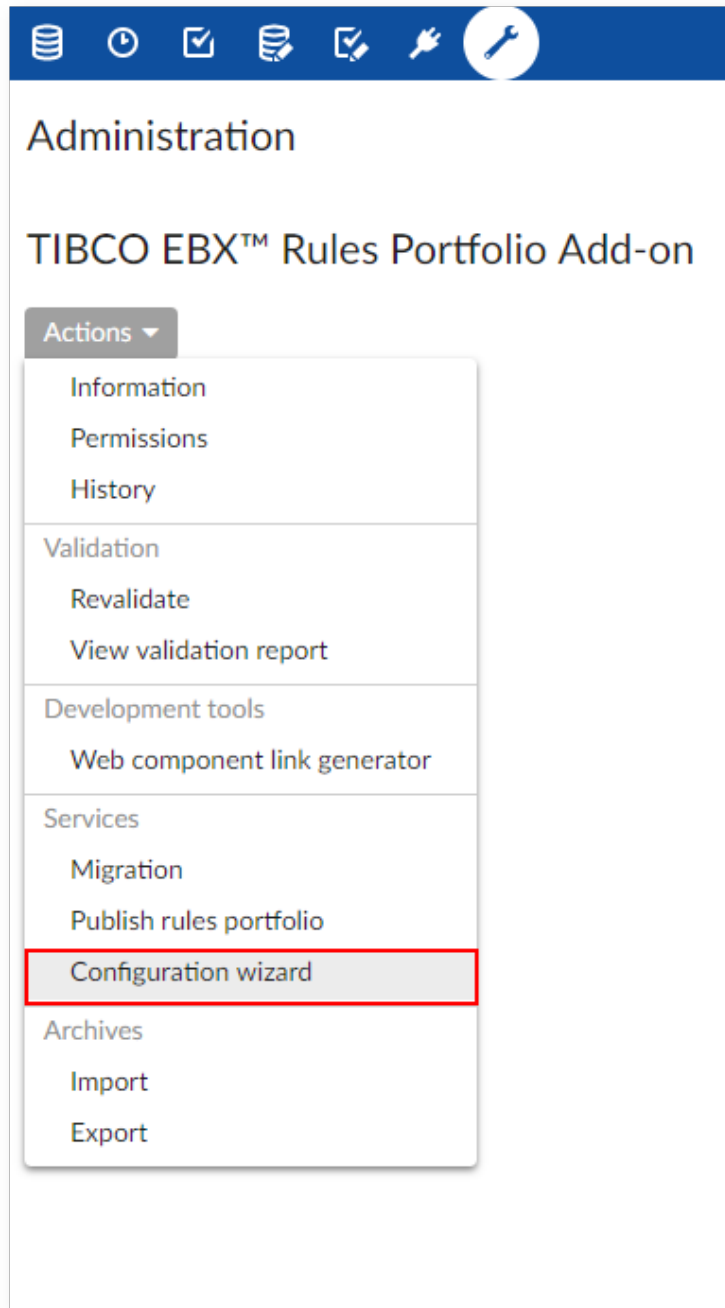 Administration
TIBCO EBX™ Rules Portfolio Add-on
Actions
Information
Permissions
History
Validation
Revalidate
View validation report
Development tools
Web component link generator
Services
Migration
Publish rules portfolio
Configuration wizard
Archives
Import
Export